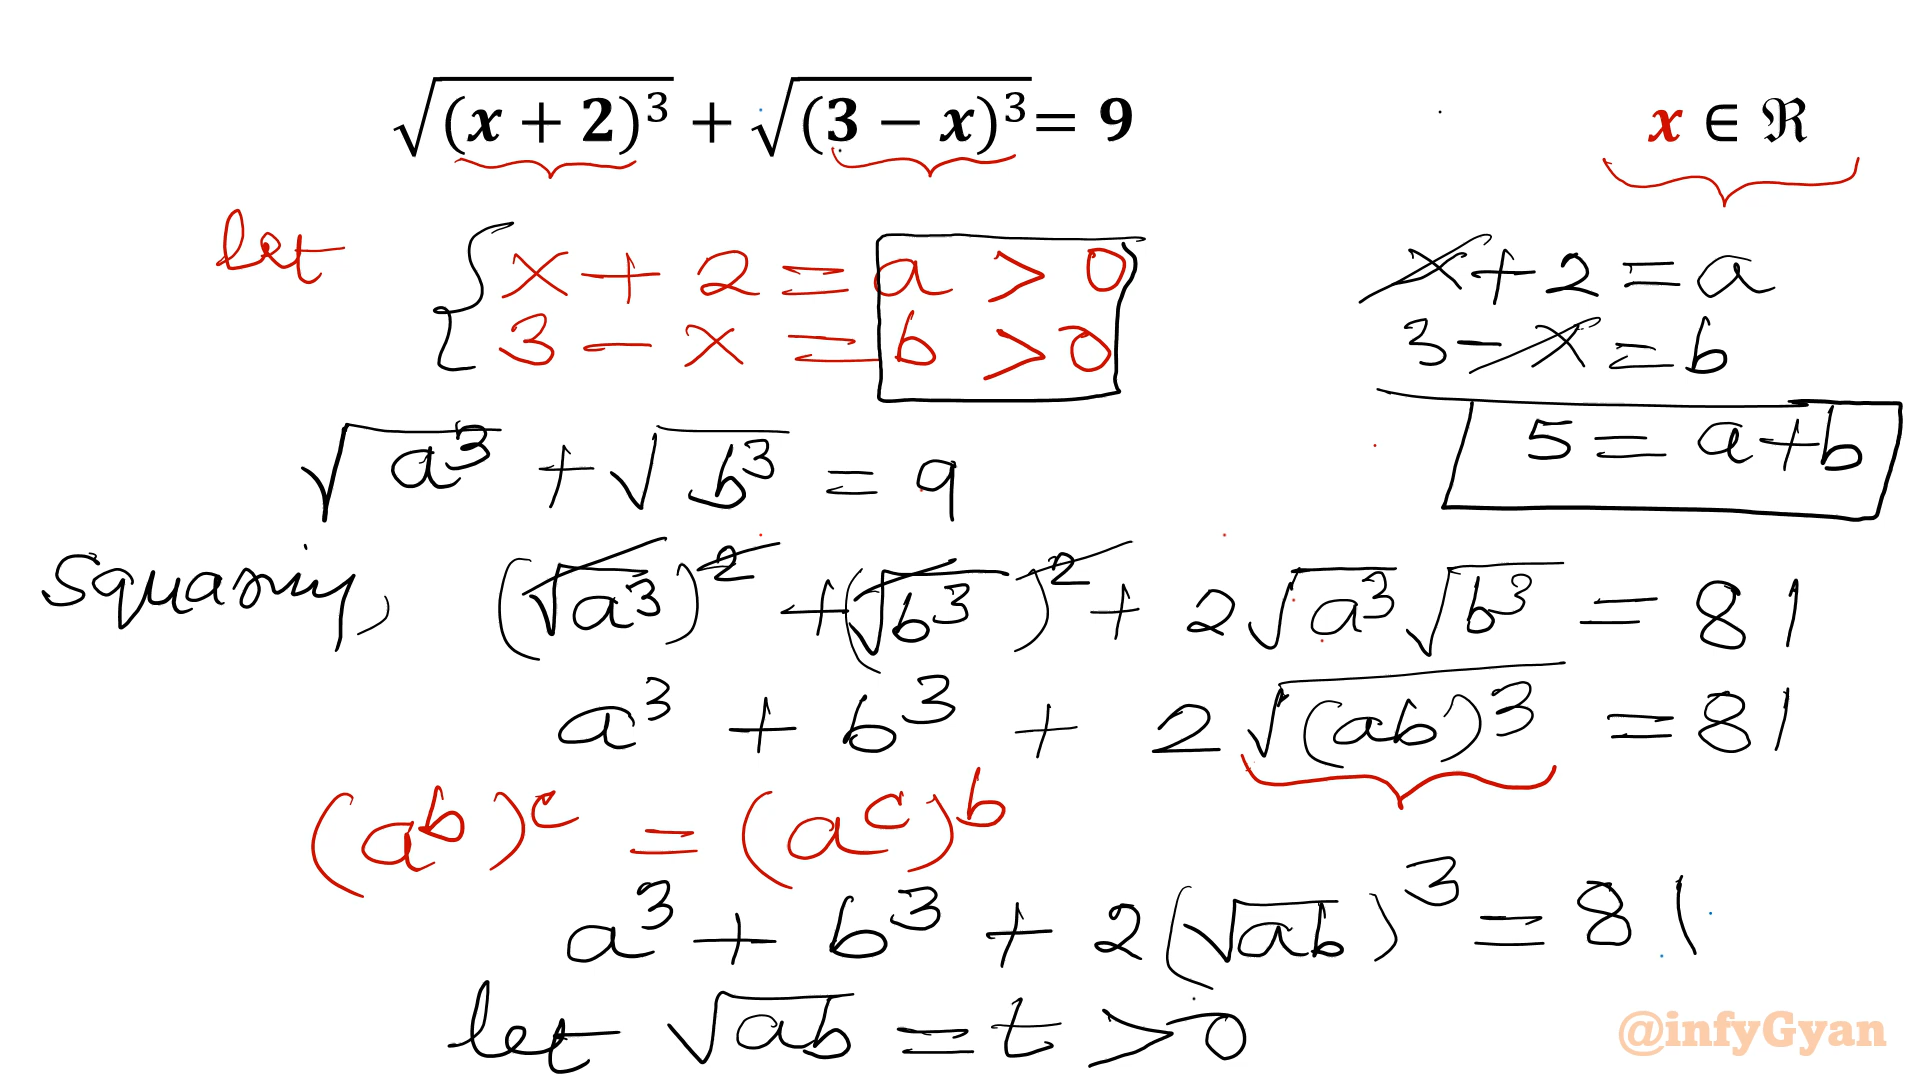 √(x + 2)³ + √(3 − x)³ = 9
x ∈ ℜ
let
x + 2 = a > 0
3 − x = b > 0
x + 2 = a
3 − x = b
5 = a + b
√a³ + √b³ = 9
Squaring, (√a³)² + (√b³)² + 2√a³ √b³ = 81
a³ + b³ + 2√(ab)³ = 81
(a^b)^c = (a^c)^b
a³ + b³ + 2(√ab)³ = 81
let √ab = t > 0
@infyGyan